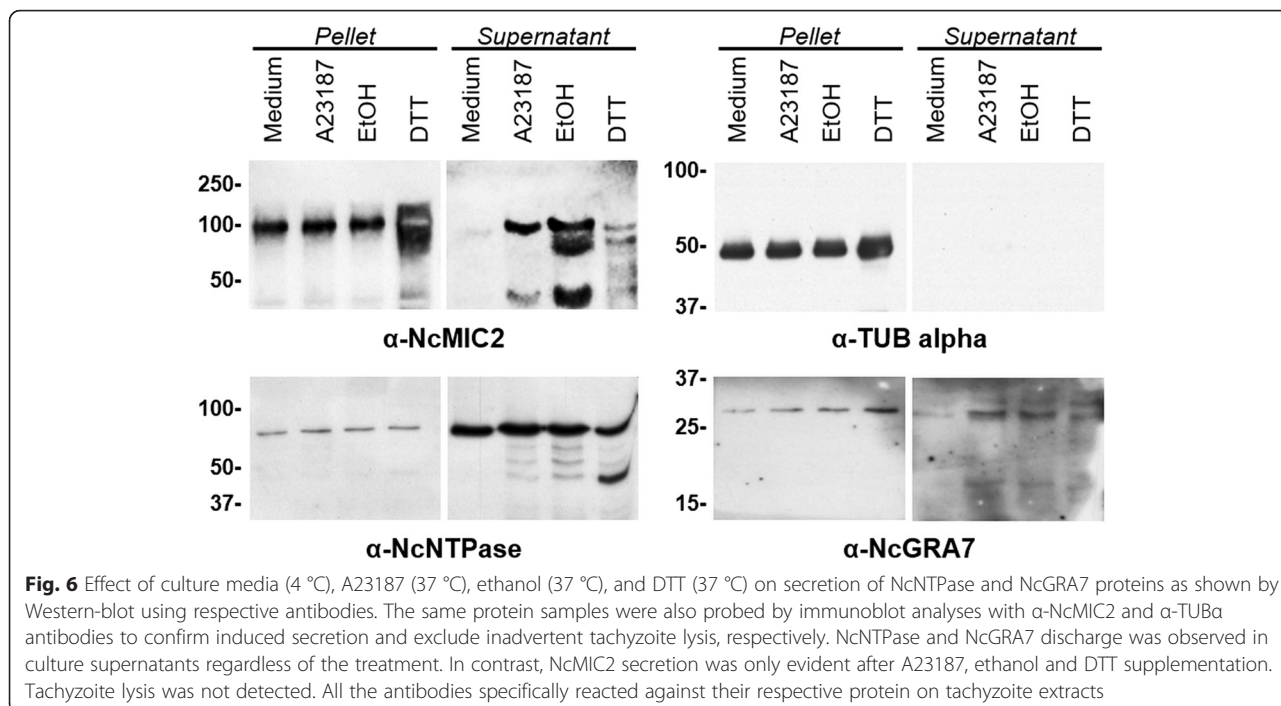 Pellet Supernatant Pellet Supernatant
Medium A23187 EtOH DTT Medium A23187 EtOH DTT Medium A23187 EtOH DTT Medium A23187 EtOH DTT
250-
100-
50-
α-NcMIC2
100-
50-
37-
α-TUB alpha
100-
50-
37-
α-NcNTPase
37-
25-
15-
α-NcGRA7
Fig. 6 Effect of culture media (4 °C), A23187 (37 °C), ethanol (37 °C), and DTT (37 °C) on secretion of NcNTPase and NcGRA7 proteins as shown by
Western-blot using respective antibodies. The same protein samples were also probed by immunoblot analyses with α-NcMIC2 and α-TUBα
antibodies to confirm induced secretion and exclude inadvertent tachyzoite lysis, respectively. NcNTPase and NcGRA7 discharge was observed in
culture supernatants regardless of the treatment. In contrast, NcMIC2 secretion was only evident after A23187, ethanol and DTT supplementation.
Tachyzoite lysis was not detected. All the antibodies specifically reacted against their respective protein on tachyzoite extracts